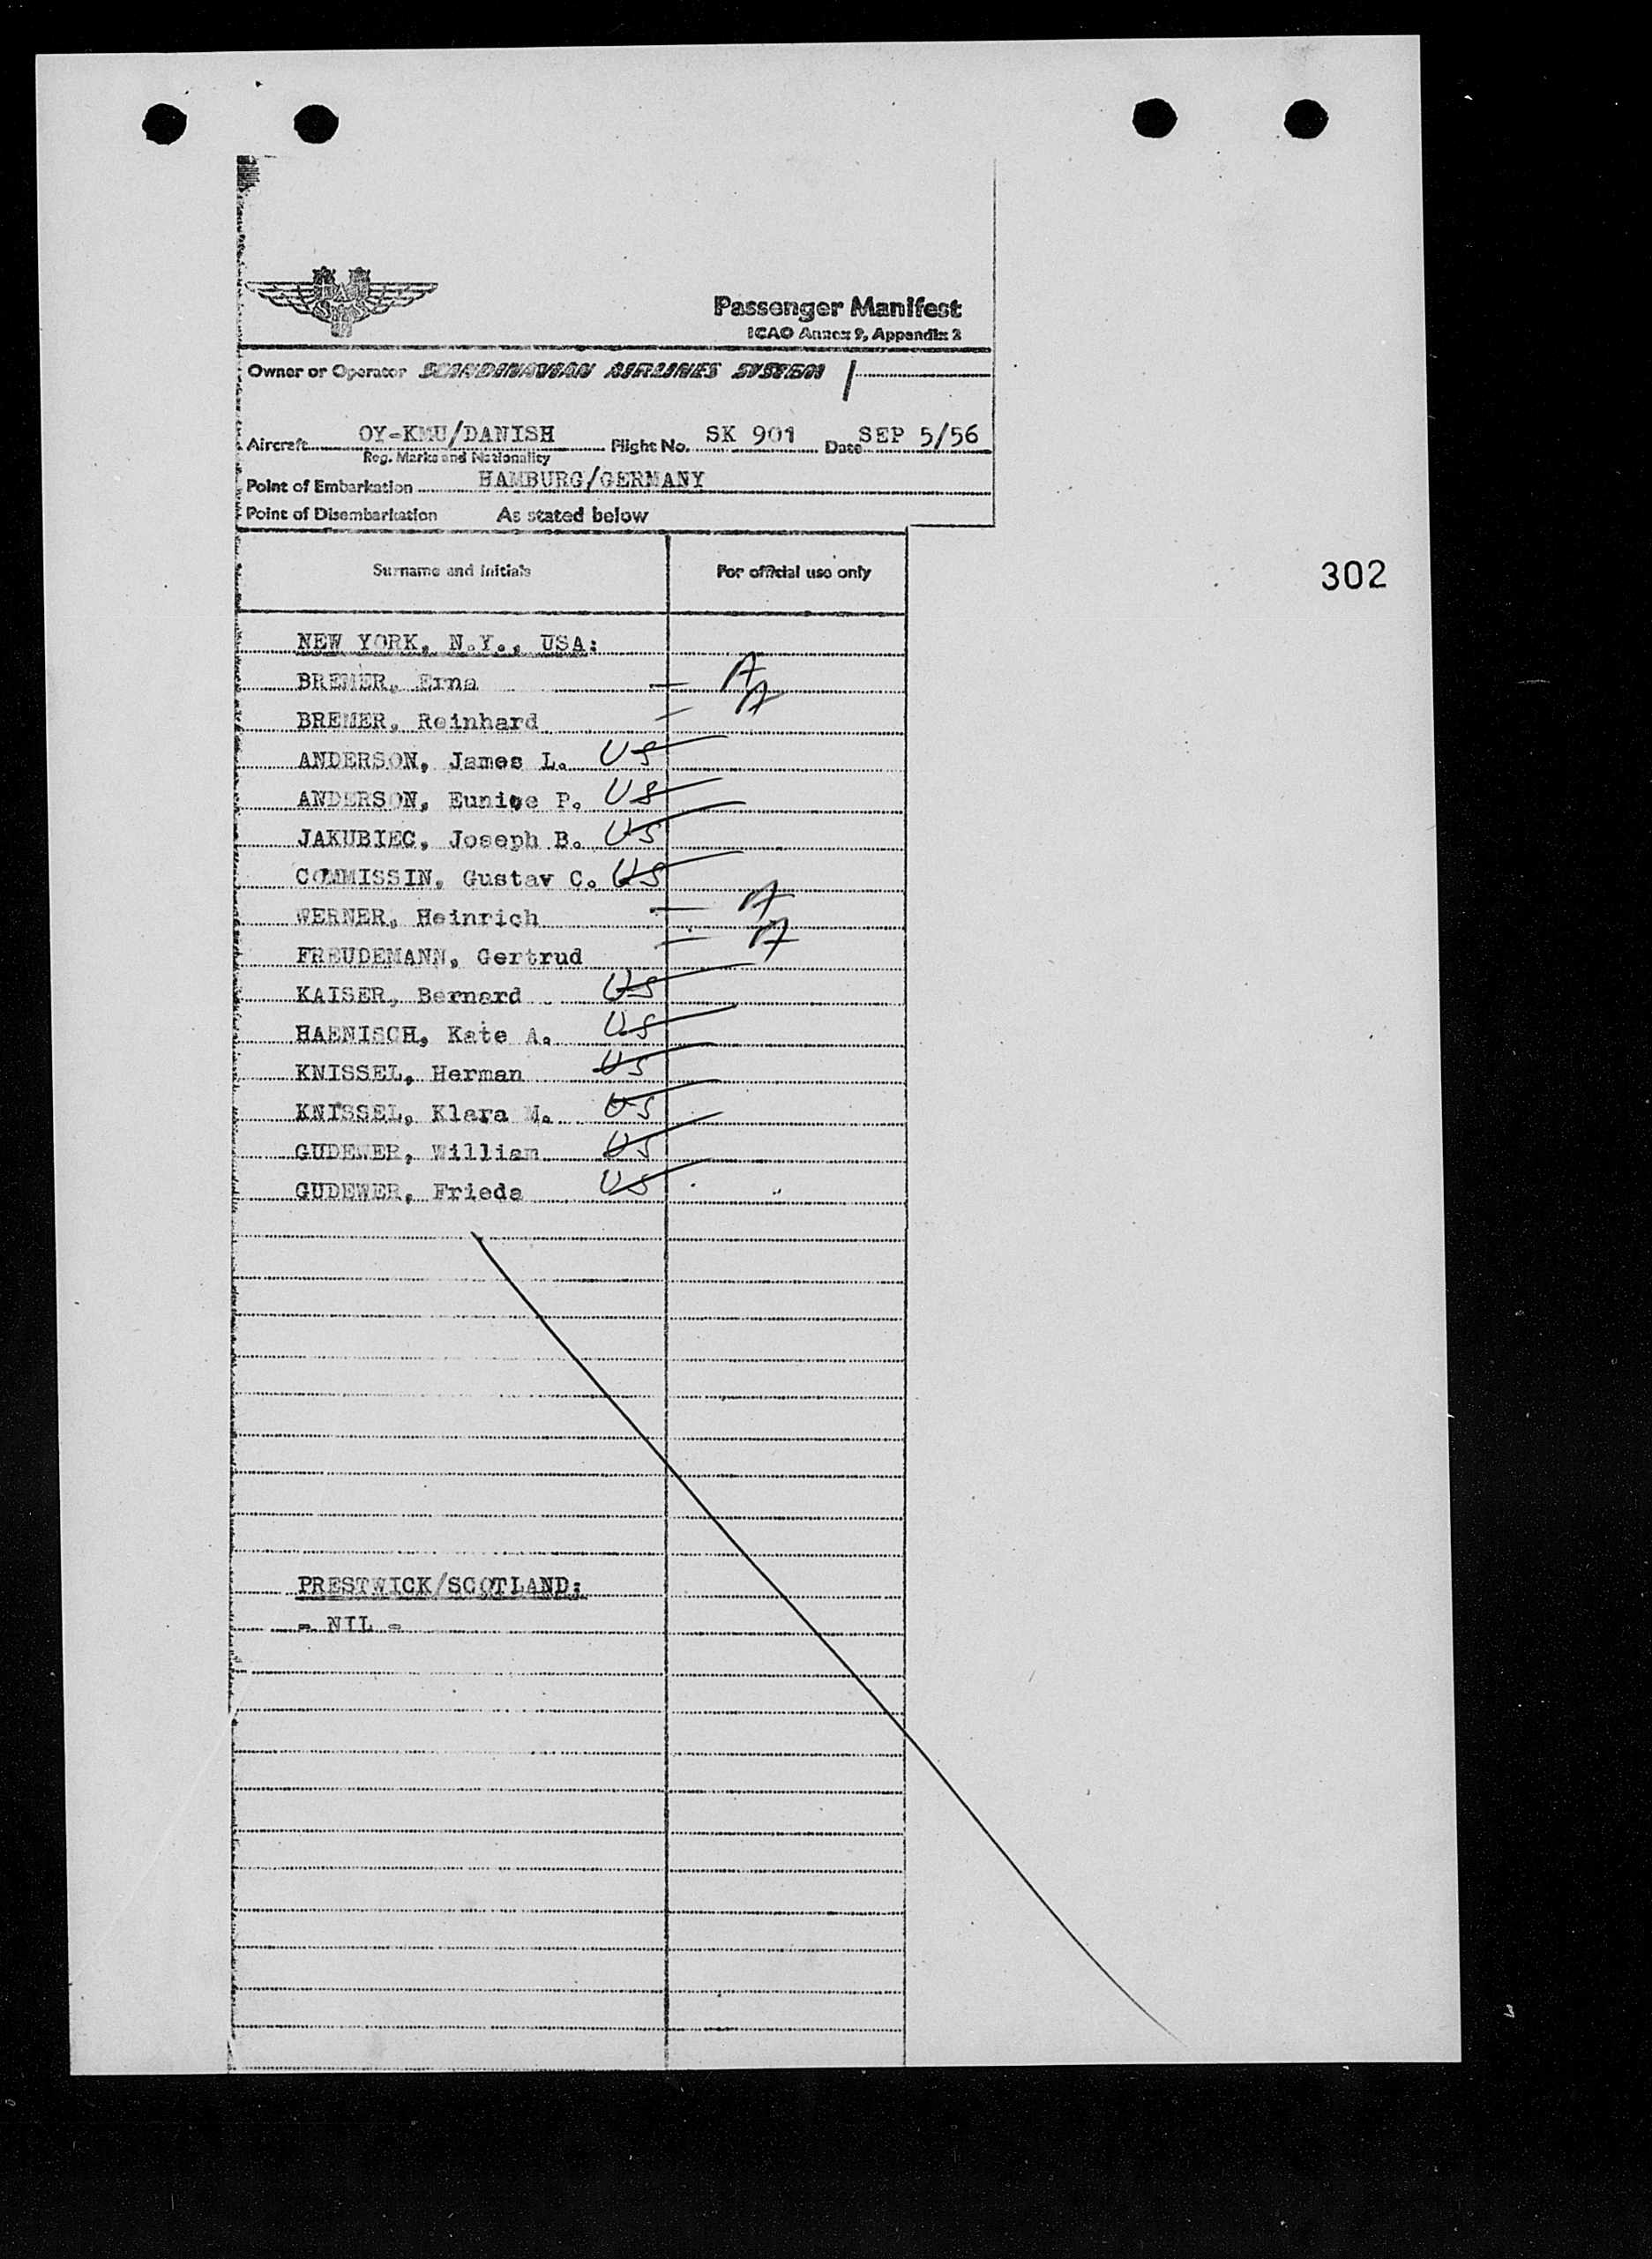 Passenger Manifest
ICAO Annex 9, Appendix 2
Owner or Operator SCANDINAVIAN AIRLINES SYSTEM
Aircraft OY-KMU/DANISH Flight No. SK 901 Date SEP 5/56
Reg. Marks and Nationality
Point of Embarkation HAMBURG/GERMANY
Point of Disembarkation As stated below
Surname and initials For official use only
302
NEW YORK, N.Y., USA:
BREMER, Erna - A
BREMER, Reinhard - A
ANDERSON, James L. US
ANDERSON, Eunice P. US
JAKUBIEC, Joseph B. US
COMMISSIN, Gustav C. US
WERNER, Heinrich - A
FREUDEMANN, Gertrud - A
KAISER, Bernard US
HAENISCH, Kate A. US
KNISSEL, Herman US
KNISSEL, Klara M. US
GUDEWER, William US
GUDEWER, Frieda US
PRESTWICK/SCOTLAND:
- NIL -